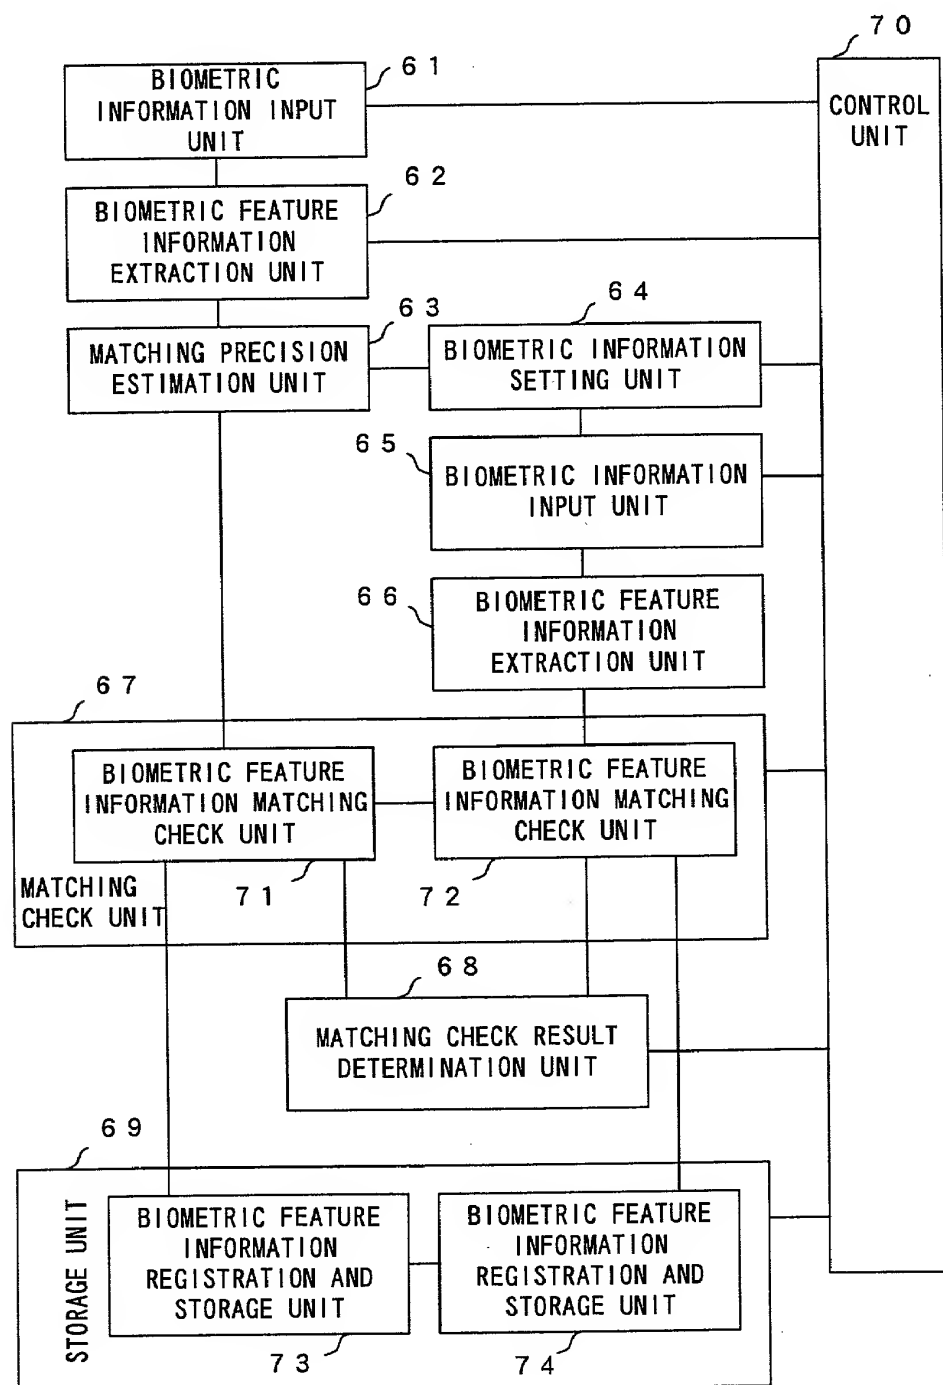 70
61
BIOMETRIC
INFORMATION INPUT
UNIT
CONTROL
UNIT
62
BIOMETRIC FEATURE
INFORMATION
EXTRACTION UNIT
63
MATCHING PRECISION
ESTIMATION UNIT
64
BIOMETRIC INFORMATION
SETTING UNIT
65
BIOMETRIC INFORMATION
INPUT UNIT
66
BIOMETRIC FEATURE
INFORMATION
EXTRACTION UNIT
67
BIOMETRIC FEATURE
INFORMATION MATCHING
CHECK UNIT
71
BIOMETRIC FEATURE
INFORMATION MATCHING
CHECK UNIT
72
MATCHING
CHECK UNIT
68
MATCHING CHECK RESULT
DETERMINATION UNIT
69
STORAGE UNIT
BIOMETRIC FEATURE
INFORMATION
REGISTRATION AND
STORAGE UNIT
73
BIOMETRIC FEATURE
INFORMATION
REGISTRATION AND
STORAGE UNIT
74